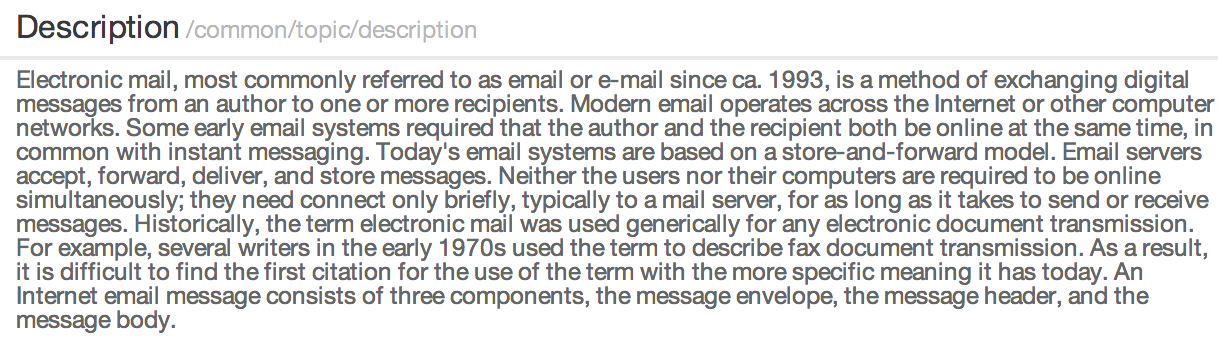 Description /common/topic/description
Electronic mail, most commonly referred to as email or e-mail since ca. 1993, is a method of exchanging digital
messages from an author to one or more recipients. Modern email operates across the Internet or other computer
networks. Some early email systems required that the author and the recipient both be online at the same time, in
common with instant messaging. Today's email systems are based on a store-and-forward model. Email servers
accept, forward, deliver, and store messages. Neither the users nor their computers are required to be online
simultaneously; they need connect only briefly, typically to a mail server, for as long as it takes to send or receive
messages. Historically, the term electronic mail was used generically for any electronic document transmission.
For example, several writers in the early 1970s used the term to describe fax document transmission. As a result,
it is difficult to find the first citation for the use of the term with the more specific meaning it has today. An
Internet email message consists of three components, the message envelope, the message header, and the
message body.